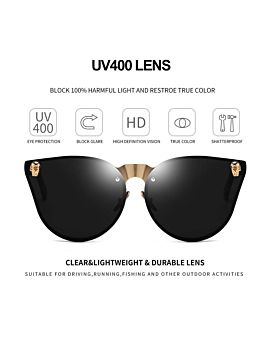 UV400 LENS
BLOCK 100% HARMFUL LIGHT AND RESTROE TRUE COLOR
UV 400
HD
EYE PROTECTION BLOCK GLARE HIGH DEFINITION VISION TRUE COLOR SHATTERPROOF
CLEAR&LIGHTWEIGHT & DURABLE LENS
SUITABLE FOR DRIVING,RUNNING,FISHING AND OTHER OUTDOOR ACTIVITIES